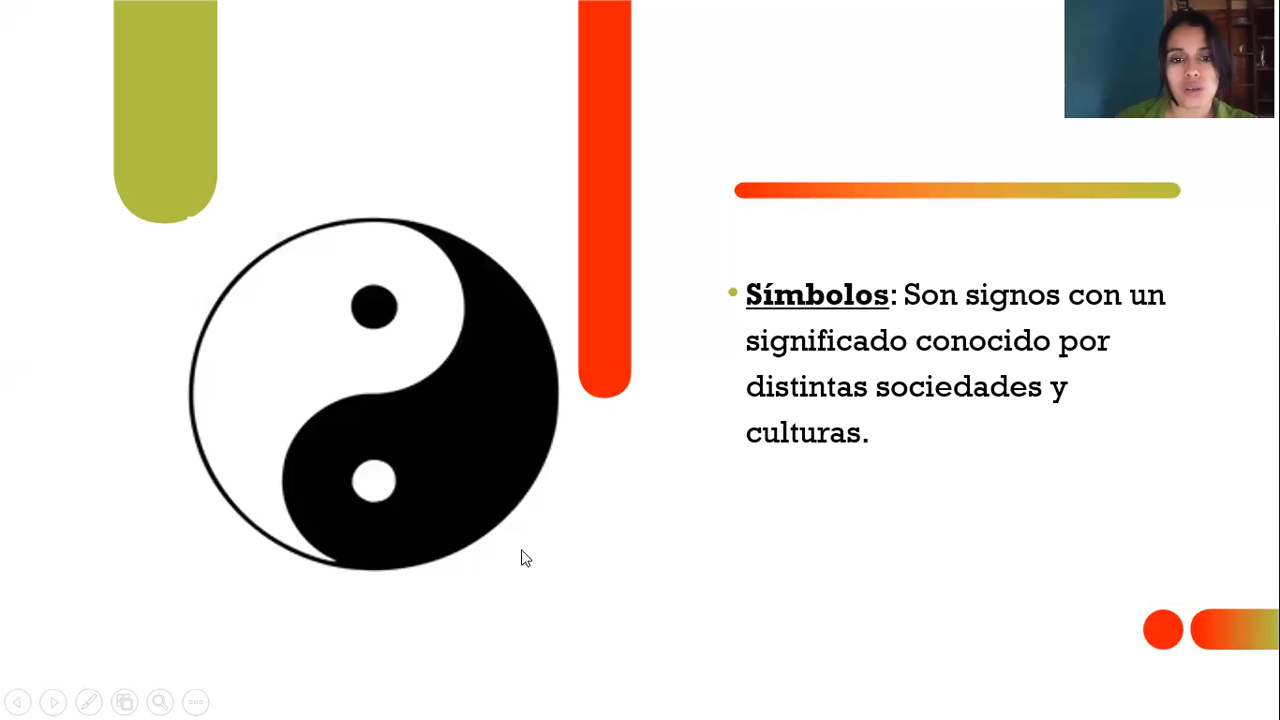 Símbolos: Son signos con un
significado conocido por
distintas sociedades y
culturas.